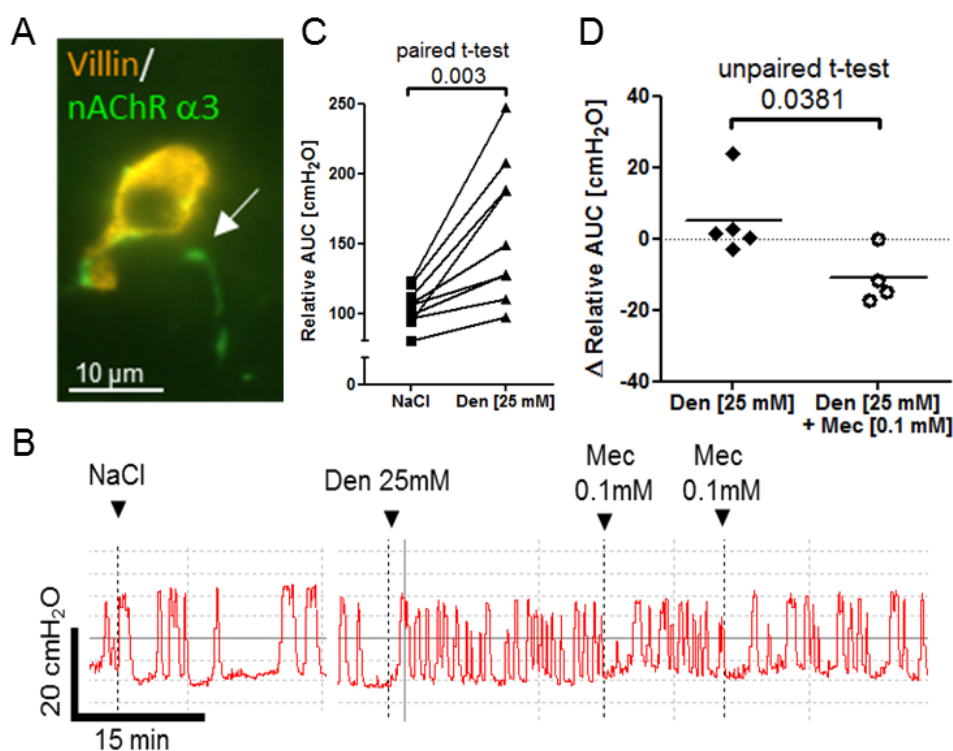 A
Villin/
nAChR α3
10 µm
C
paired t-test
0.003
Relative AUC [cmH₂O]
250
200
150
100
0
NaCl
Den [25 mM]
D
unpaired t-test
0.0381
Δ Relative AUC [cmH₂O]
40
20
0
-20
-40
Den [25 mM]
Den [25 mM]
+ Mec [0.1 mM]
B
NaCl
Den 25mM
Mec
0.1mM
Mec
0.1mM
20 cmH₂O
15 min